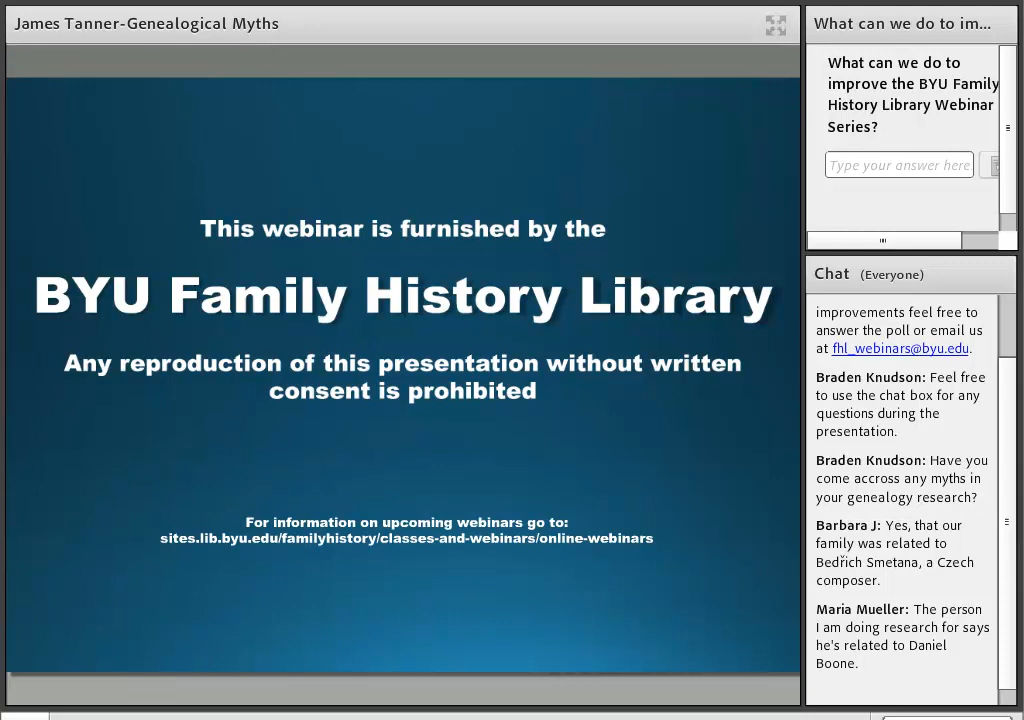 James Tanner-Genealogical Myths
This webinar is furnished by the
BYU Family History Library
Any reproduction of this presentation without written
consent is prohibited
For information on upcoming webinars go to:
sites.lib.byu.edu/familyhistory/classes-and-webinars/online-webinars
What can we do to im...
What can we do to
improve the BYU Family
History Library Webinar
Series?
Type your answer here
Chat (Everyone)
improvements feel free to
answer the poll or email us
at fhl_webinars@byu.edu.
Braden Knudson: Feel free
to use the chat box for any
questions during the
presentation.
Braden Knudson: Have you
come accross any myths in
your genealogy research?
Barbara J: Yes, that our
family was related to
Bedřich Smetana, a Czech
composer.
Maria Mueller: The person
I am doing research for says
he's related to Daniel
Boone.